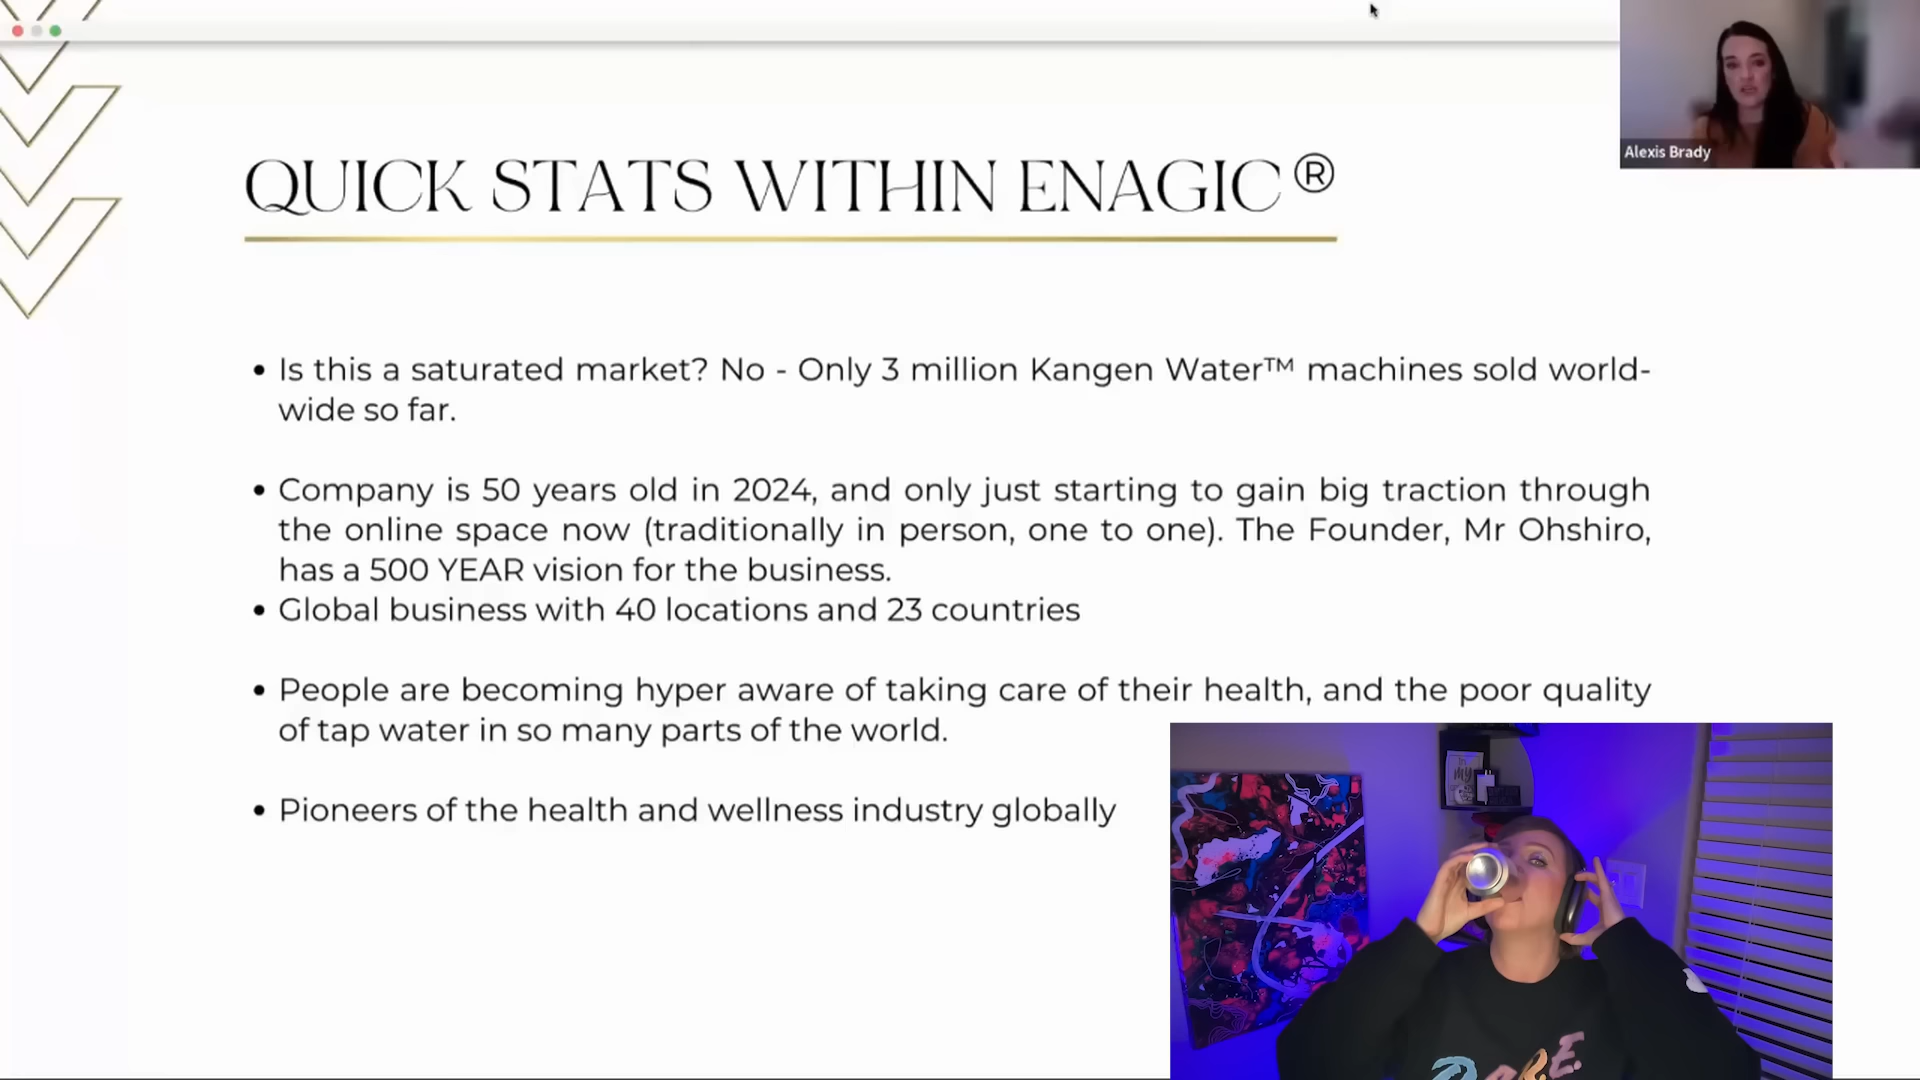 Alexis Brady
QUICK STATS WITHIN ENAGIC®
• Is this a saturated market? No - Only 3 million Kangen Water™ machines sold world-
wide so far.
• Company is 50 years old in 2024, and only just starting to gain big traction through
the online space now (traditionally in person, one to one). The Founder, Mr Ohshiro,
has a 500 YEAR vision for the business.
• Global business with 40 locations and 23 countries
• People are becoming hyper aware of taking care of their health, and the poor quality
of tap water in so many parts of the world.
• Pioneers of the health and wellness industry globally
my